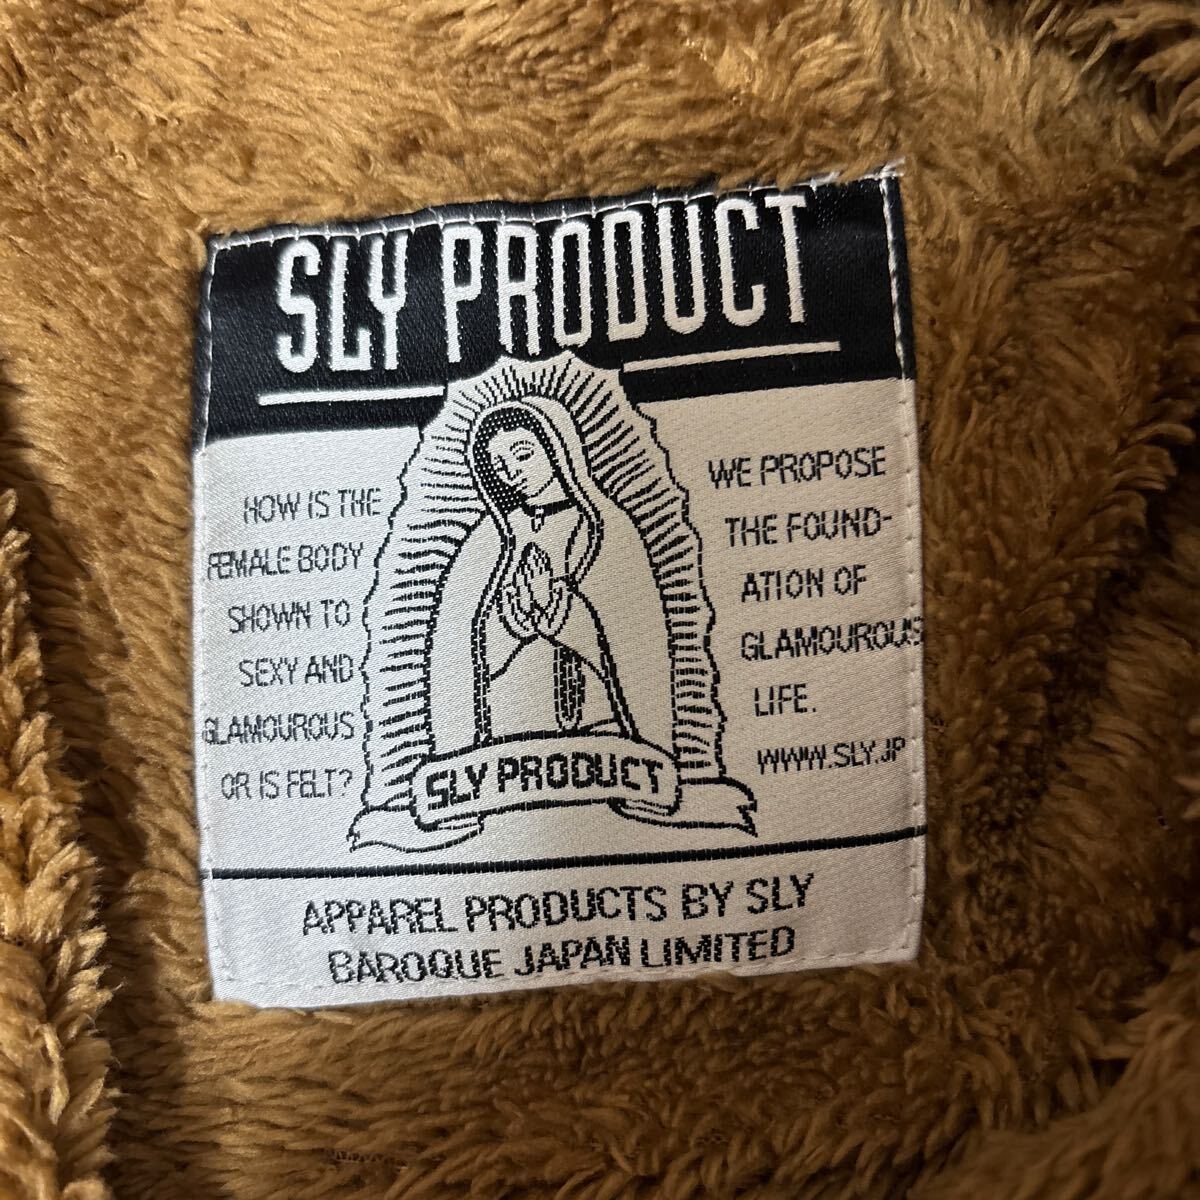 SLY PRODUCT
HOW IS THE
FEMALE BODY
SHOWN TO
SEXY AND
GLAMOUROUS
OR IS FELT?
WE PROPOSE
THE FOUND-
ATION OF
GLAMOUROUS
LIFE.
WWW.SLY.JP
SLY PRODUCT
APPAREL PRODUCTS BY SLY
BAROQUE JAPAN LIMITED